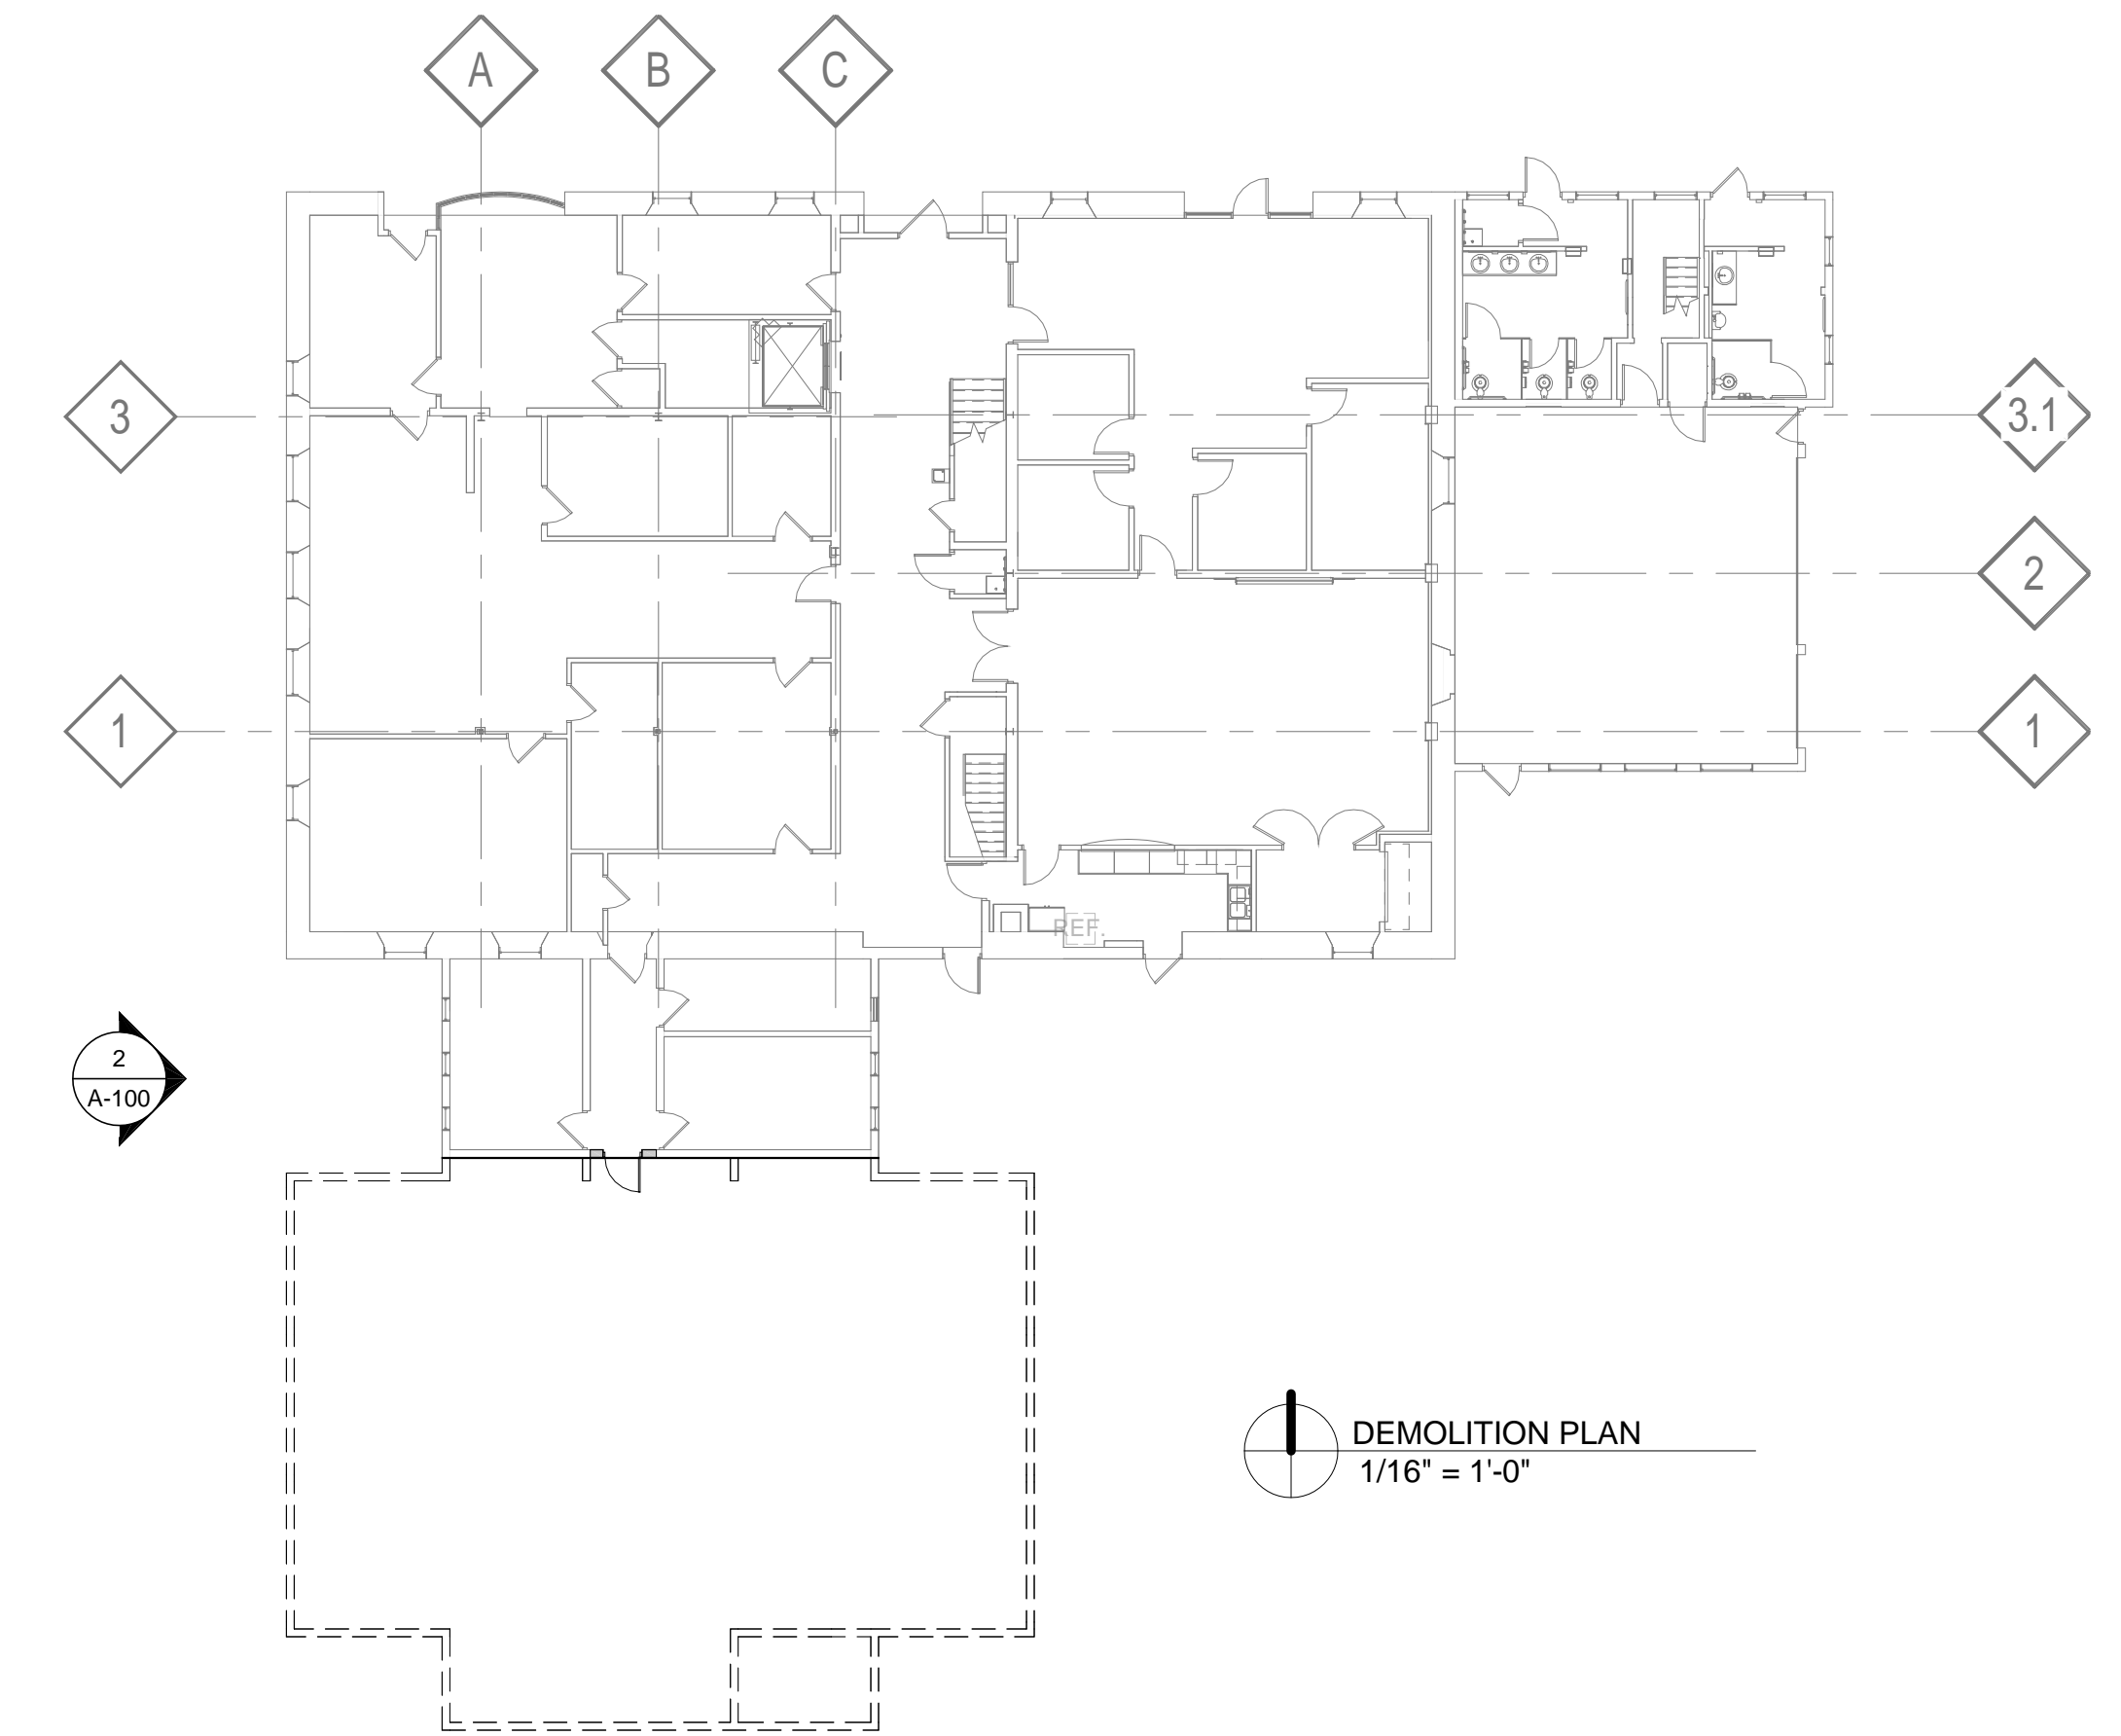 A
B
C
3
3.1
2
1
1
REF.
2
A-100
DEMOLITION PLAN
1/16" = 1'-0"